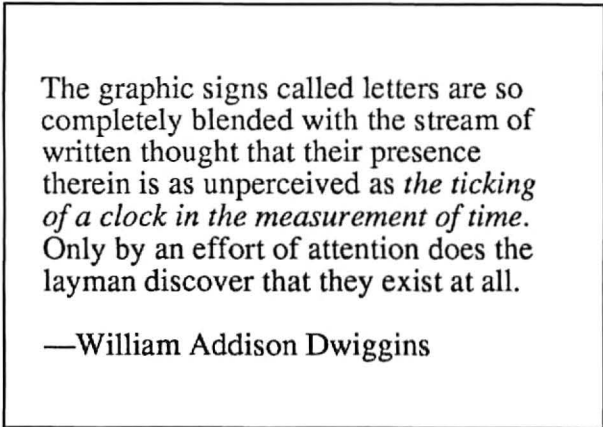 The graphic signs called letters are so
completely blended with the stream of
written thought that their presence
therein is as unperceived as the ticking
of a clock in the measurement of time.
Only by an effort of attention does the
layman discover that they exist at all.
—William Addison Dwiggins